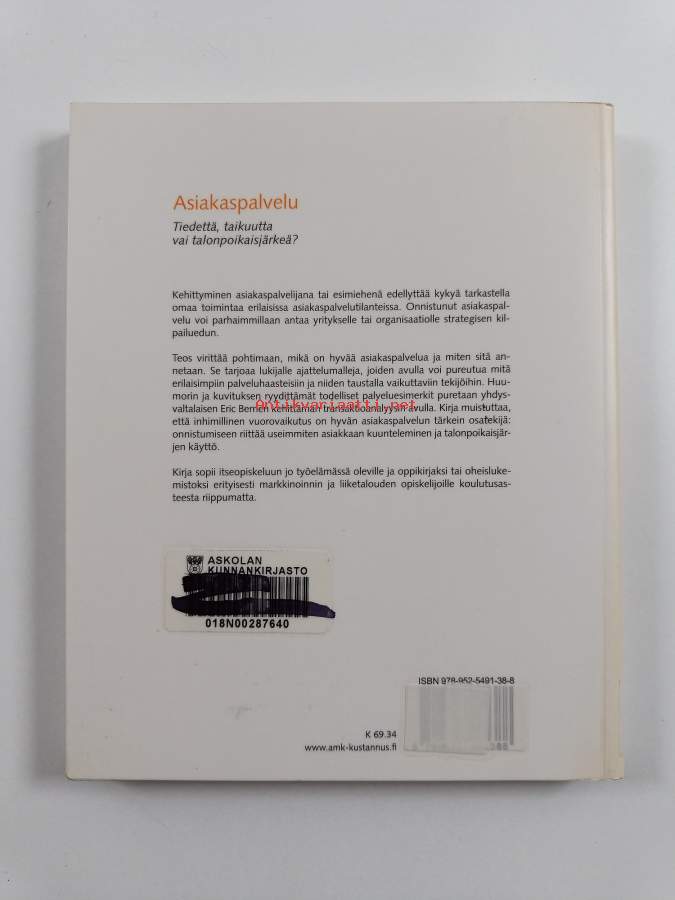 Asiakaspalvelu
Tiedettä, taikuutta
vai talonpoikaisjärkeä?
Kehittyminen asiakaspalvelijana tai esimiehenä edellyttää kykyä tarkastella
omaa toimintaa erilaisissa asiakaspalvelutilanteissa. Onnistunut asiakaspal-
velu voi parhaimmillaan antaa yritykselle tai organisaatiolle strategisen kil-
pailuedun.
Teos virittää pohtimaan, mikä on hyvää asiakaspalvelua ja miten sitä an-
netaan. Se tarjoaa lukijalle ajattelumalleja, joiden avulla voi pureutua mitä
erilaisimpiin palveluhaasteisiin ja niiden taustalla vaikuttaviin tekijöihin. Huu-
morin ja kuvituksen ryydittämät todelliset palveluesimerkit puretaan yhdys-
Antikvariaatti.net
valtalaisen Eric Bernen kehittämän transaktioanalyysin avulla. Kirja muistuttaa,
että inhimillinen vuorovaikutus on hyvän asiakaspalvelun tärkein osatekijä:
onnistumiseen riittää useimmiten asiakkaan kuunteleminen ja talonpoikaisjär-
jen käyttö.
Kirja sopii itseopiskeluun jo työelämässä oleville ja oppikirjaksi tai oheisluke-
mistoksi erityisesti markkinoinnin ja liiketalouden opiskelijoille koulutusas-
teesta riippumatta.
ASKOLAN
KUNNANKIRJASTO
018N00287640
ISBN 978-952-5491-38-8
K 69.34
www.amk-kustannus.fi